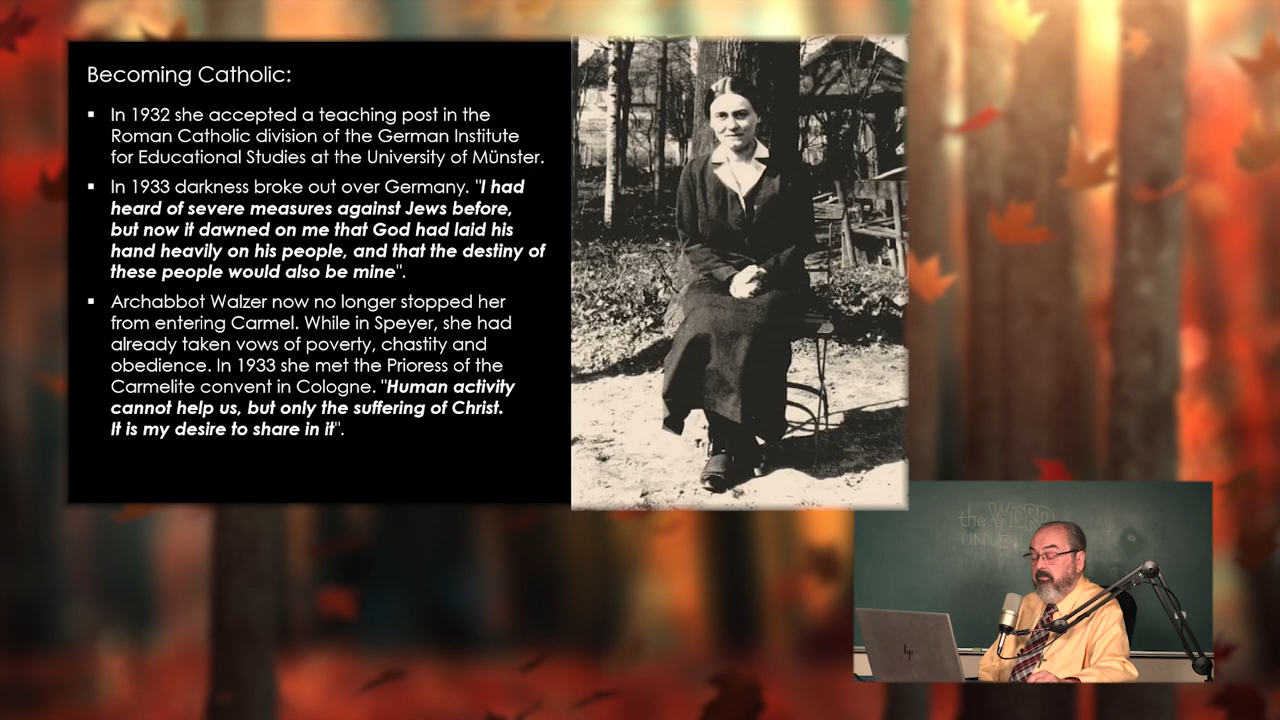 Becoming Catholic:
▪ In 1932 she accepted a teaching post in the
Roman Catholic division of the German Institute
for Educational Studies at the University of Münster.
▪ In 1933 darkness broke out over Germany. "I had
heard of severe measures against Jews before,
but now it dawned on me that God had laid his
hand heavily on his people, and that the destiny of
these people would also be mine".
▪ Archabbot Walzer now no longer stopped her
from entering Carmel. While in Speyer, she had
already taken vows of poverty, chastity and
obedience. In 1933 she met the Prioress of the
Carmelite convent in Cologne. "Human activity
cannot help us, but only the suffering of Christ.
It is my desire to share in it".
the WORD
hp